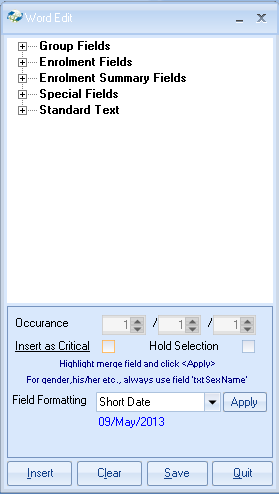 Word Edit
Group Fields
Enrolment Fields
Enrolment Summary Fields
Special Fields
Standard Text
Occurance 1 / 1 / 1
Insert as Critical Hold Selection
Highlight merge field and click <Apply>
For gender,his/her etc., always use field 'txtSexName'
Field Formatting Short Date Apply
09/May/2013
Insert Clear Save Quit